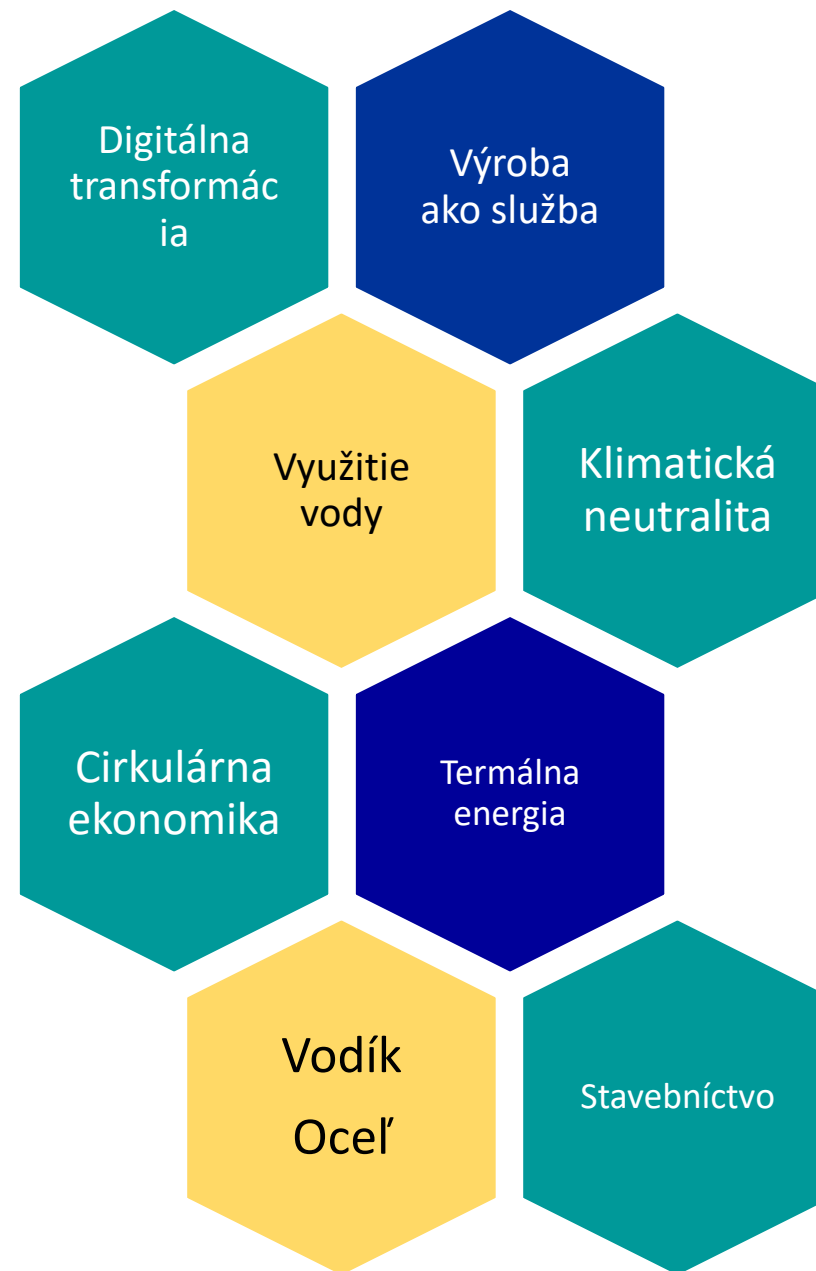 Digitálna
transformác
ia
Výroba
ako služba
Využitie
vody
Klimatická
neutralita
Cirkulárna
ekonomika
Termálna
energia
Vodík
Oceľ
Stavebníctvo